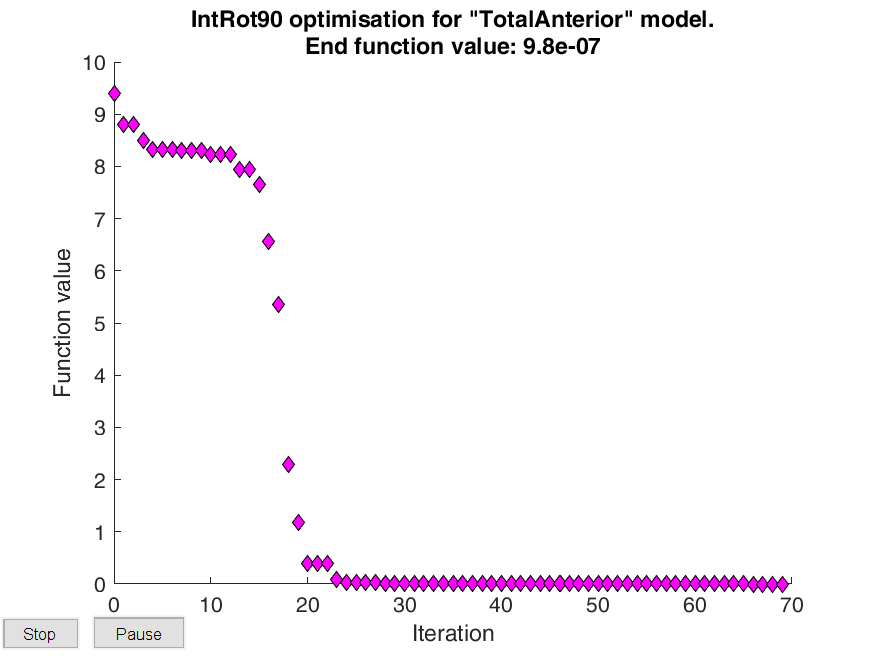 IntRot90 optimisation for "TotalAnterior" model.
End function value: 9.8e-07
10
9
8
7
6
5
4
3
2
1
0
Function value
0 10 20 30 40 50 60 70
Iteration
Stop Pause